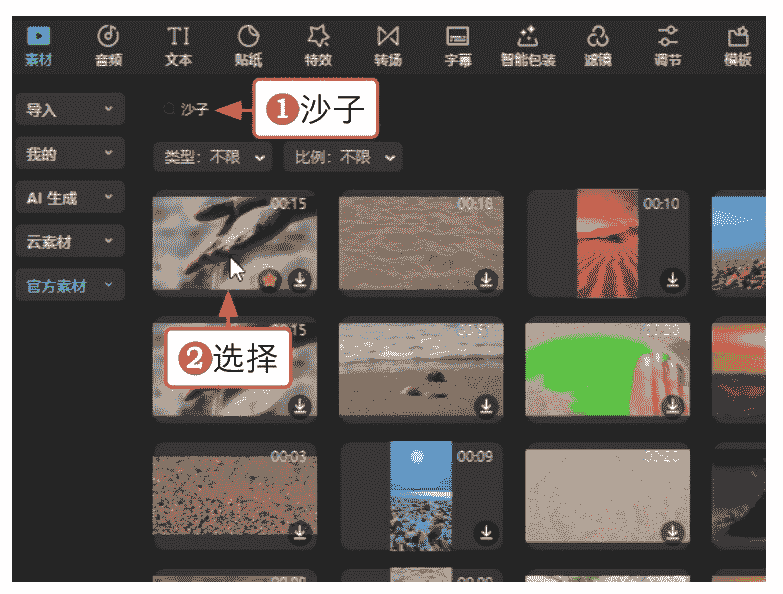 素材 音频 文本 贴纸 特效 转场 字幕 智能包装 滤镜 调节 模板
导入
沙子
❶沙子
我的
类型：不限 比例：不限
AI 生成
00:15 00:18 00:10
云素材
官方素材
❷选择
00:03 00:09